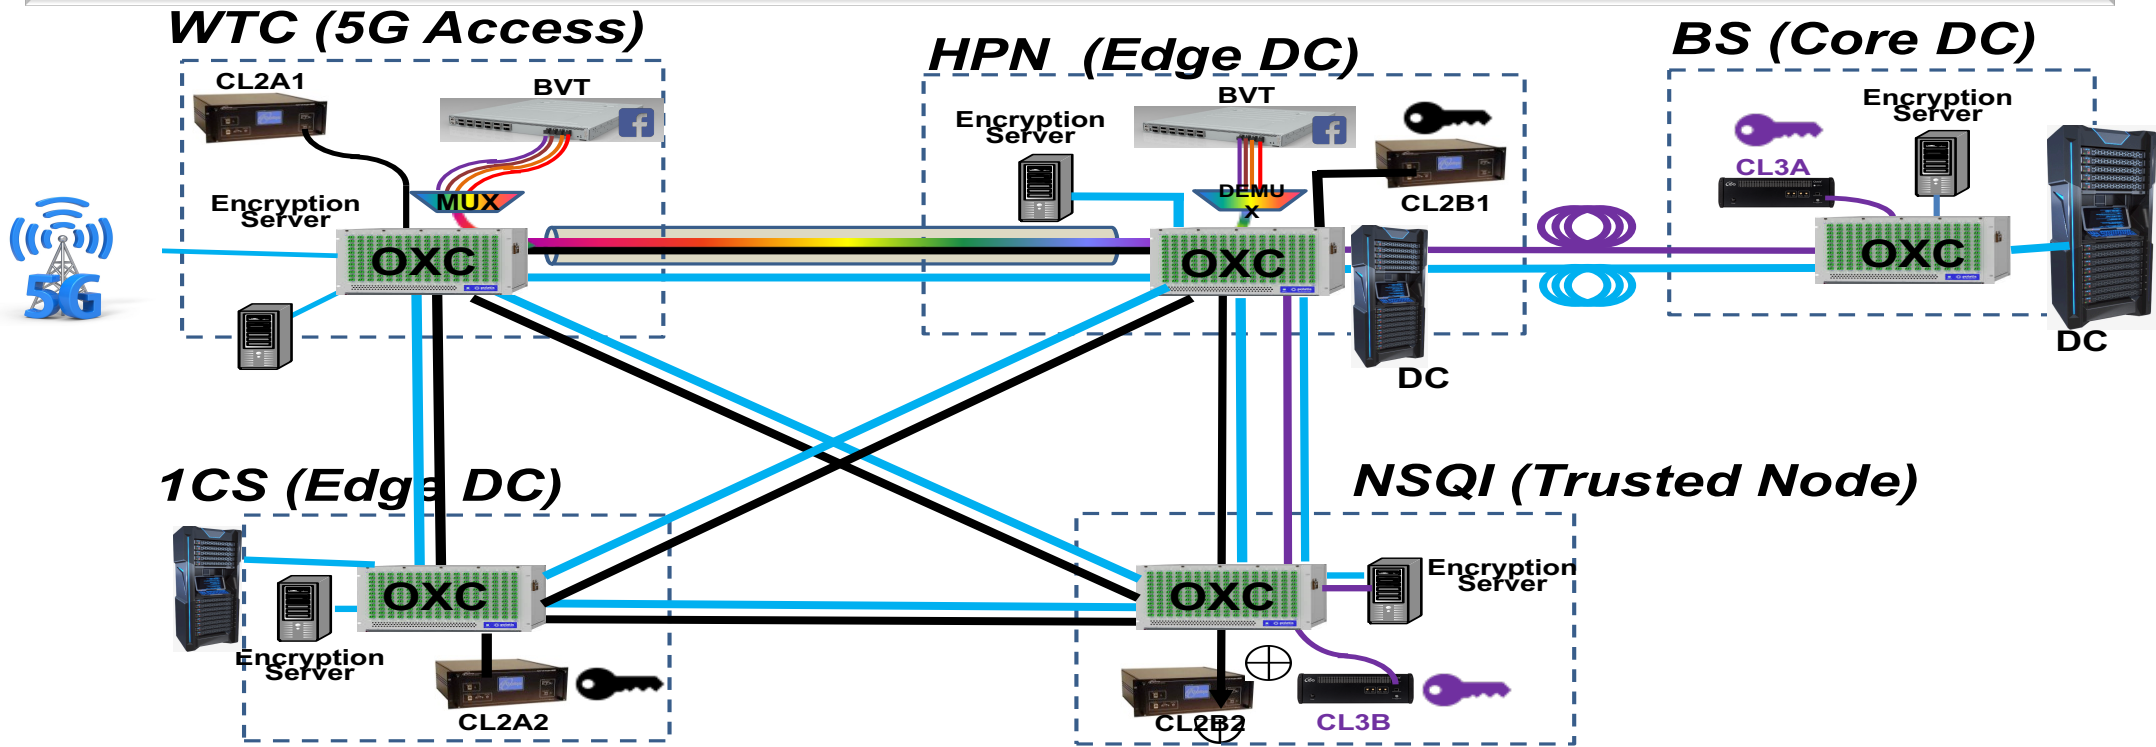 WTC (5G Access)
HPN (Edge DC)
BS (Core DC)
CL2A1
BVT
BVT
Encryption
Server
Encryption
Server
CL3A
MUX
DEMU
X
CL2B1
Encryption
Server
5G
OXC
OXC
OXC
DC
DC
1CS (Edge DC)
NSQI (Trusted Node)
OXC
OXC
Encryption
Server
Encryption
Server
CL2A2
CL2B2
CL3B